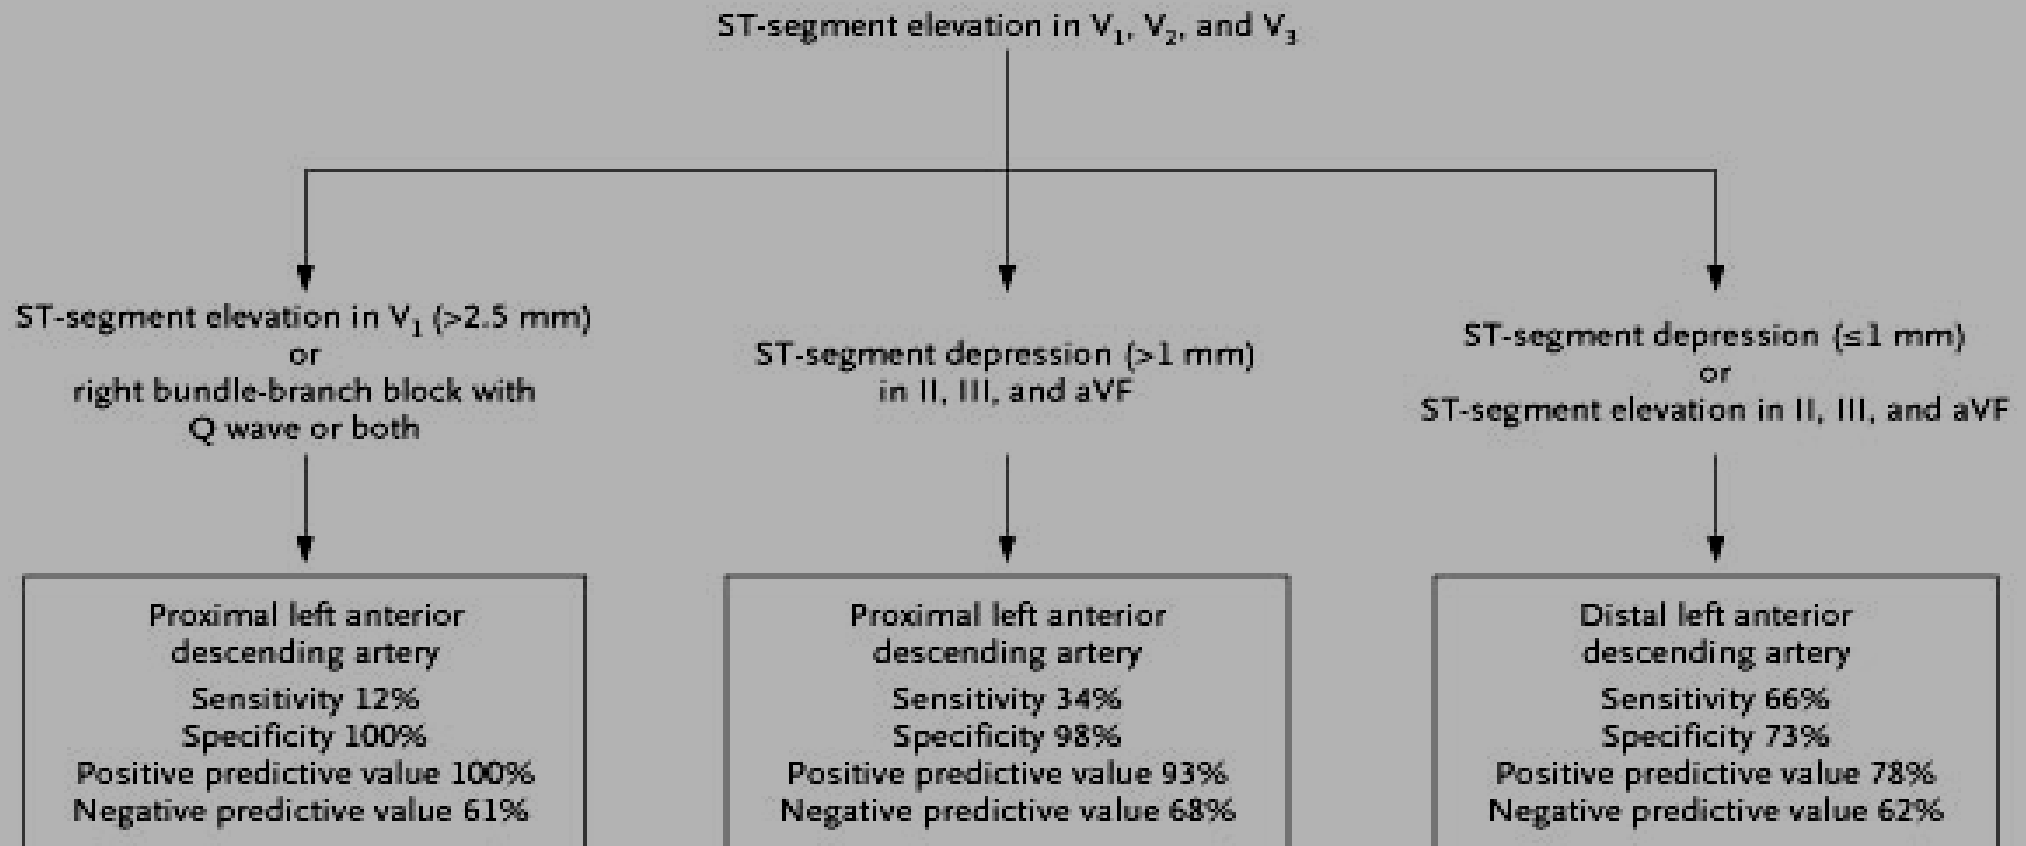 ST-segment elevation in V₁, V₂, and V₃
ST-segment elevation in V₁ (>2.5 mm)
or
right bundle-branch block with
Q wave or both
ST-segment depression (>1 mm)
in II, III, and aVF
ST-segment depression (≤1 mm)
or
ST-segment elevation in II, III, and aVF
Proximal left anterior
descending artery
Sensitivity 12%
Specificity 100%
Positive predictive value 100%
Negative predictive value 61%
Proximal left anterior
descending artery
Sensitivity 34%
Specificity 98%
Positive predictive value 93%
Negative predictive value 68%
Distal left anterior
descending artery
Sensitivity 66%
Specificity 73%
Positive predictive value 78%
Negative predictive value 62%